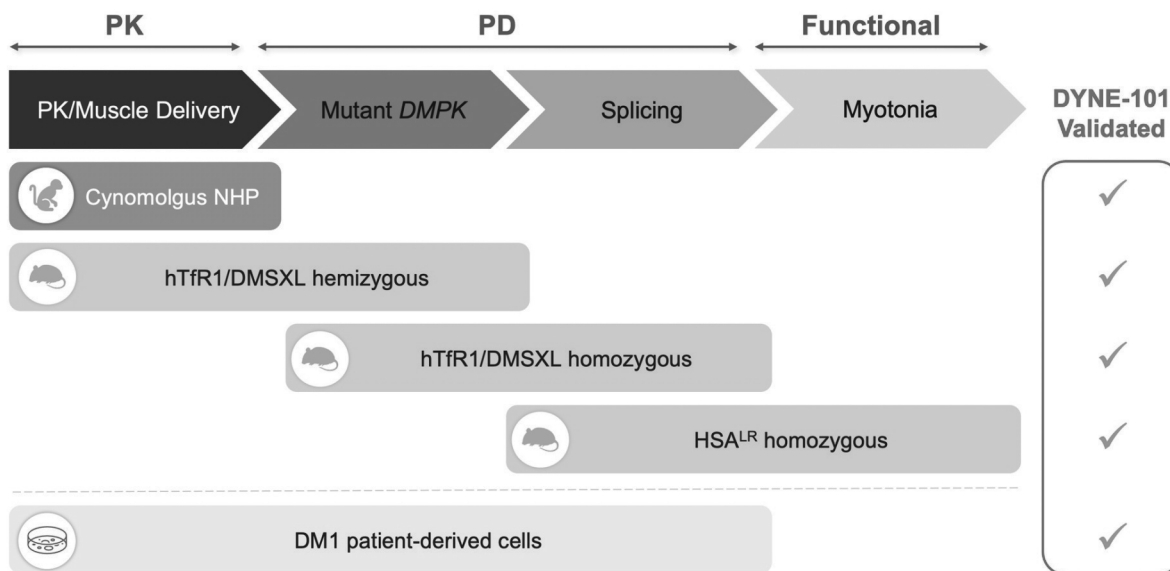 PK
PD
Functional
PK/Muscle Delivery
Mutant DMPK
Splicing
Myotonia
DYNE-101
Validated
Cynomolgus NHP
hTfR1/DMSXL hemizygous
hTfR1/DMSXL homozygous
HSALR homozygous
DM1 patient-derived cells